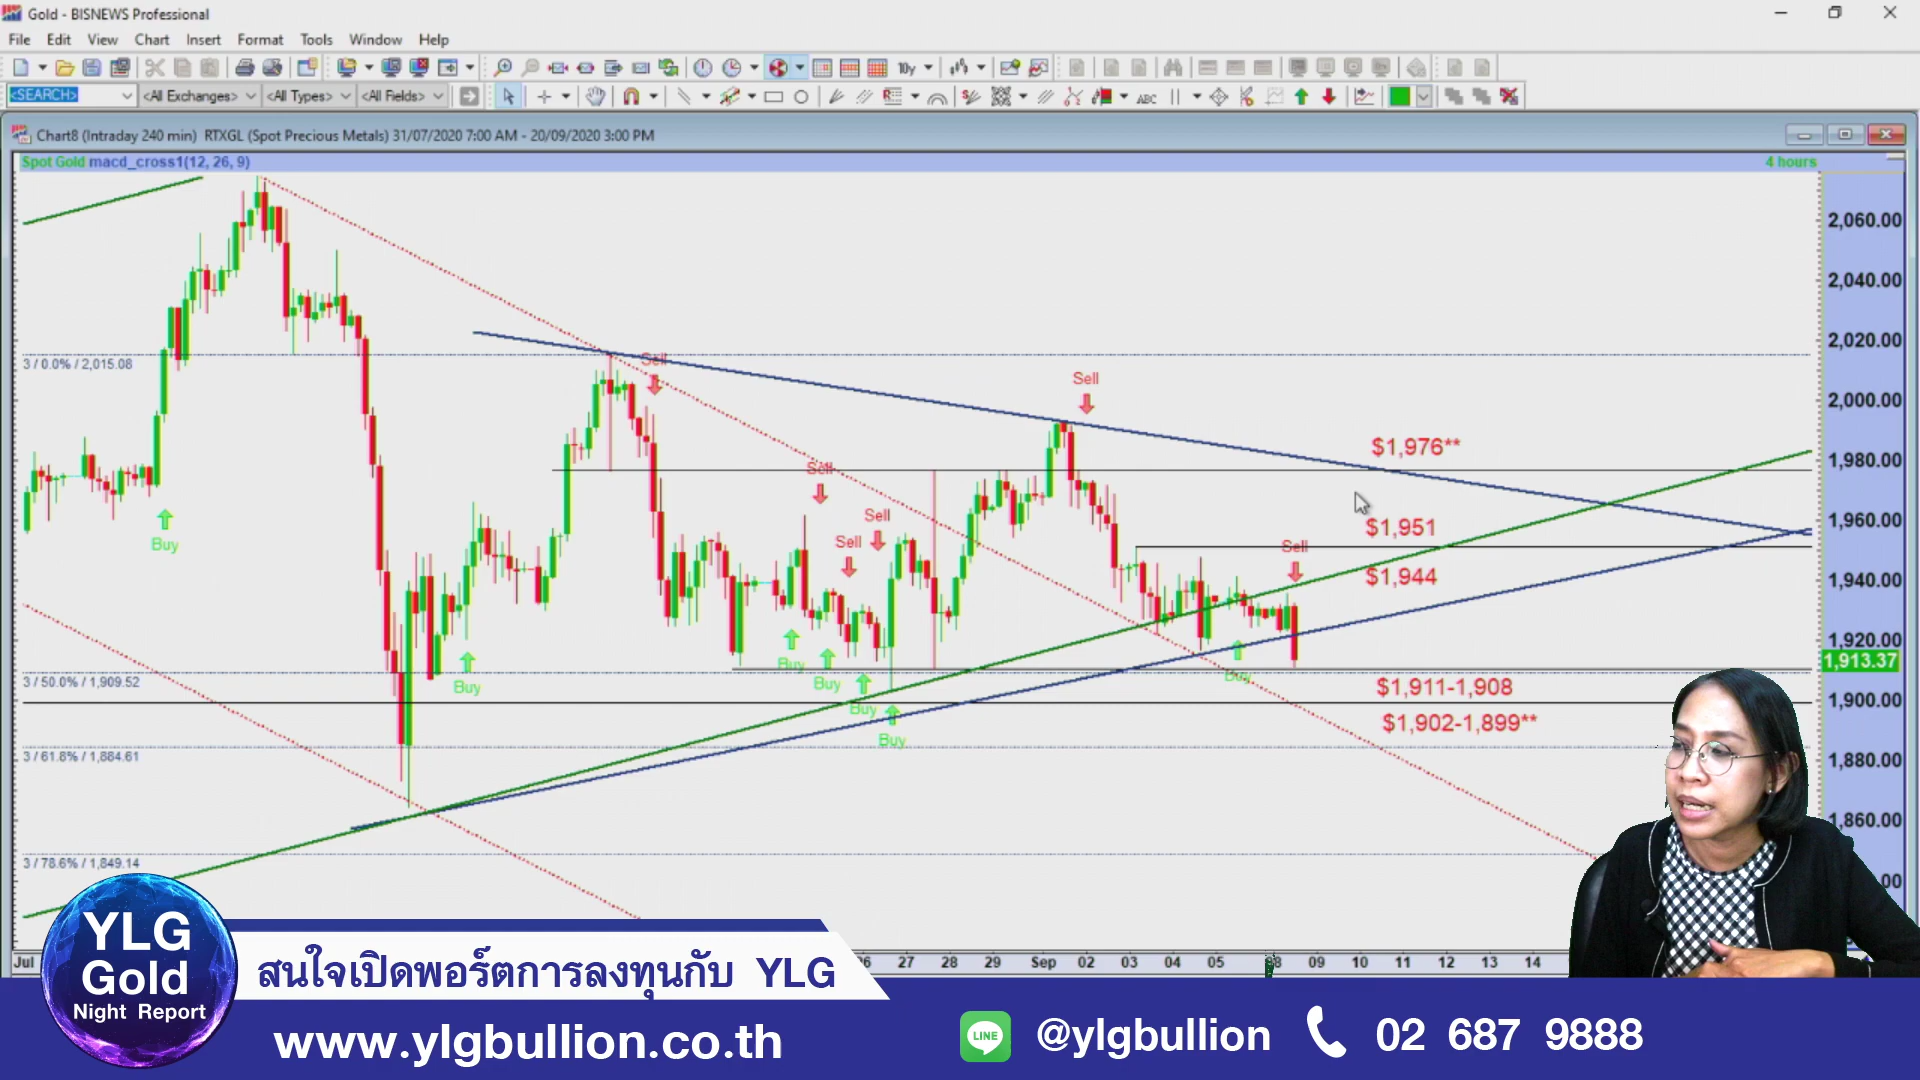 Gold - BISNEWS Professional
File Edit View Chart Insert Format Tools Window Help
10y
<SEARCH> <All Exchanges> <All Types> <All Fields>
ABC
Chart8 (Intraday 240 min) RTXGL (Spot Precious Metals) 31/07/2020 7:00 AM - 20/09/2020 3:00 PM
Spot Gold macd_cross1(12, 26, 9)
4 hours
2,060.00
2,040.00
2,020.00
2,000.00
1,980.00
1,960.00
1,940.00
1,920.00
1,913.37
1,900.00
1,880.00
1,860.00
3 / 0.0% / 2,015.08
3 / 50.0% / 1,909.52
3 / 61.8% / 1,884.61
3 / 78.6% / 1,849.14
Sell
Sell
Sell
Sell
Sell
Sell
Buy
Buy
Buy
Buy
Buy
Buy
Buy
$1,976**
$1,951
$1,944
$1,911-1,908
$1,902-1,899**
Jul
27 28 29 Sep 02 03 04 05 09 10 11 12 13 14
YLG
Gold
Night Report
สนใจเปิดพอร์ตการลงทุนกับ YLG
www.ylgbullion.co.th
LINE
@ylgbullion
02 687 9888